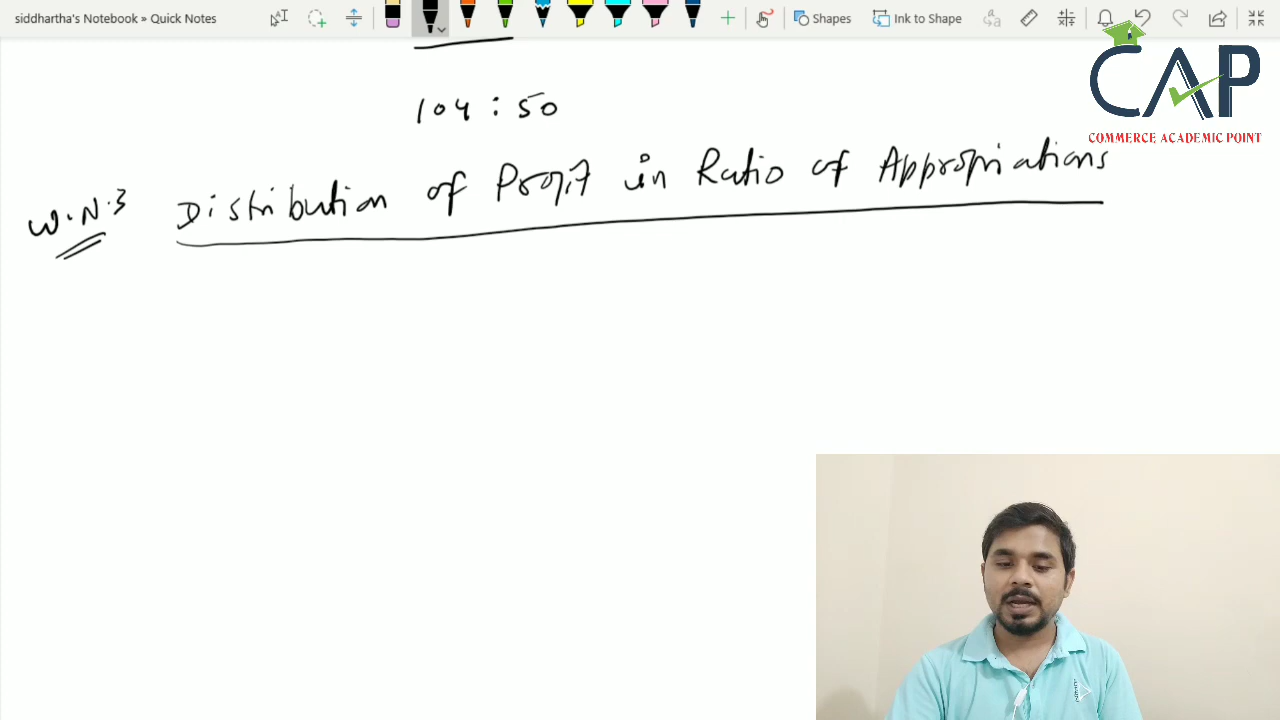 siddhartha's Notebook » Quick Notes
Shapes
Ink to Shape
CAP
COMMERCE ACADEMIC POINT
104 : 50
W.N.3 Distribution of Profit in Ratio of Appropriations